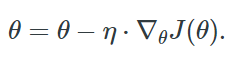 θ = θ − η · ∇θJ(θ).